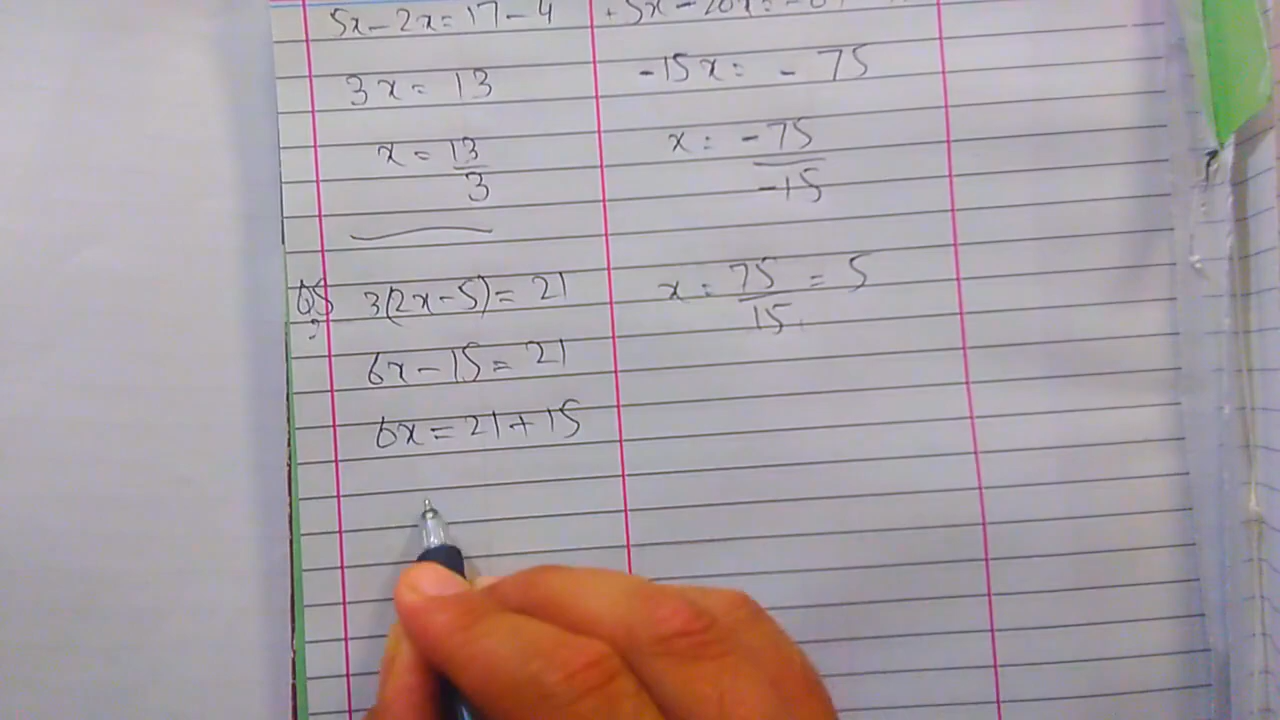 5x-2x=17-4
3x=13
x=13/3
Q5, 3(2x-5)=21
6x-15=21
6x=21+15
-15x=-75
x=-75/-15
x=75/15=5